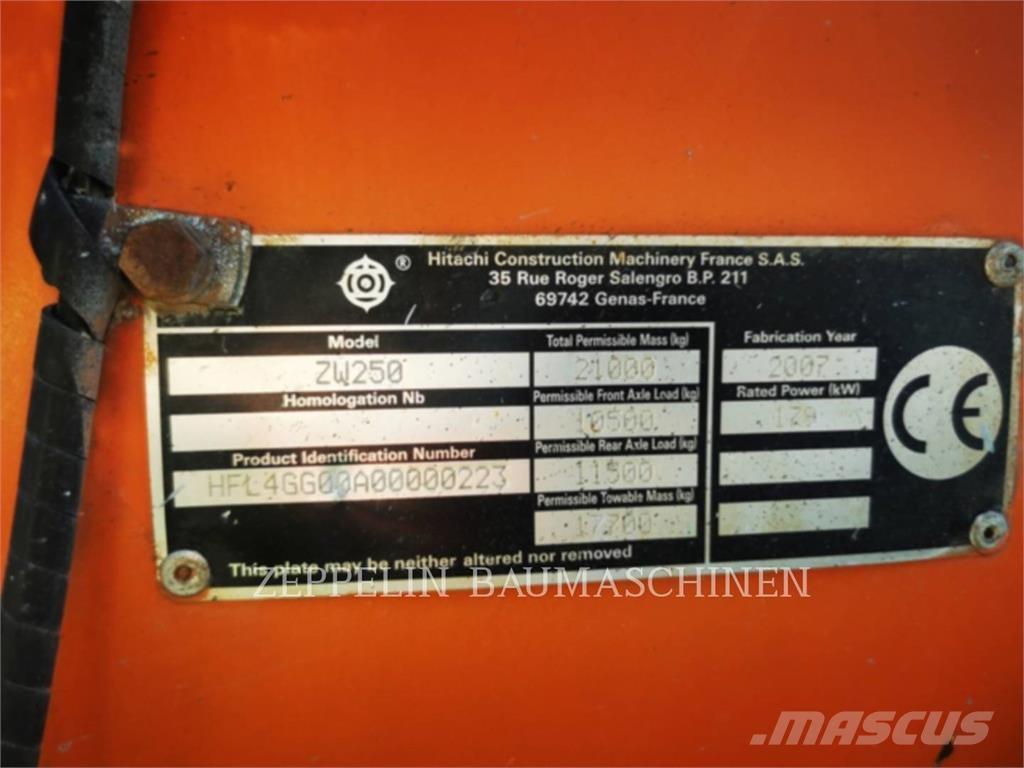 ®
Hitachi Construction Machinery France S.A.S.
35 Rue Roger Salengro B.P. 211
69742 Genas-France
Model
ZW250
Homologation Nb
Product Identification Number
Total Permissible Mass (kg)
21000
Permissible Front Axle Load (kg)
10500
Permissible Rear Axle Load (kg)
11500
Permissible Towable Mass (kg)
17700
Fabrication Year
2007
Rated Power (kW)
CE
This plate may be neither altered nor removed
ZEPPELIN BAUMASCHINEN
MASCUS